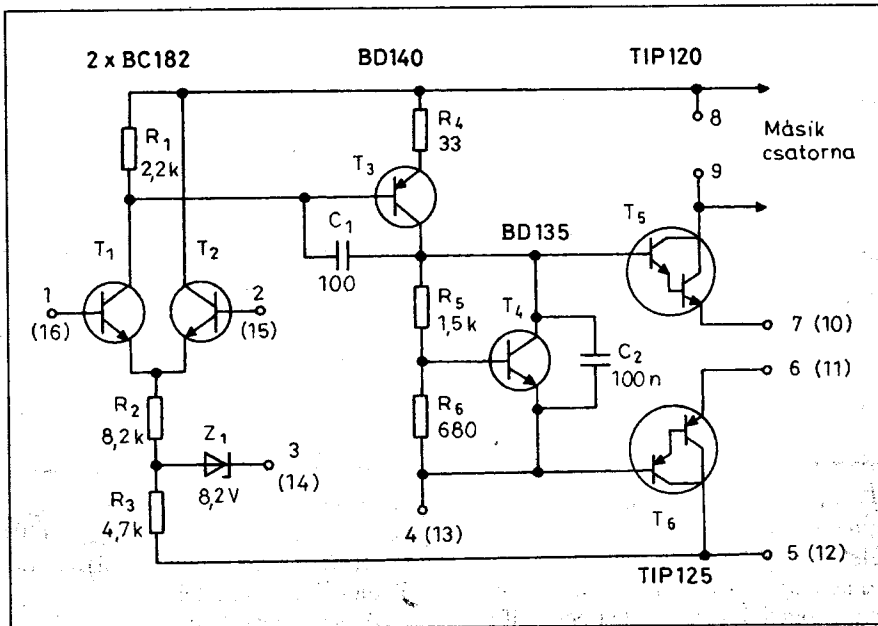 2 x BC182
BD140
TIP120
R1
2,2k
R4
33
8
Másik
csatorna
9
T3
T5
C1
100
BD135
T1
T2
1
(16)
2
(15)
R5
1,5k
T4
C2
100n
7 (10)
6 (11)
R2
8,2k
Z1
8,2V
3
(14)
R6
680
R3
4,7k
4 (13)
T6
5 (12)
TIP125